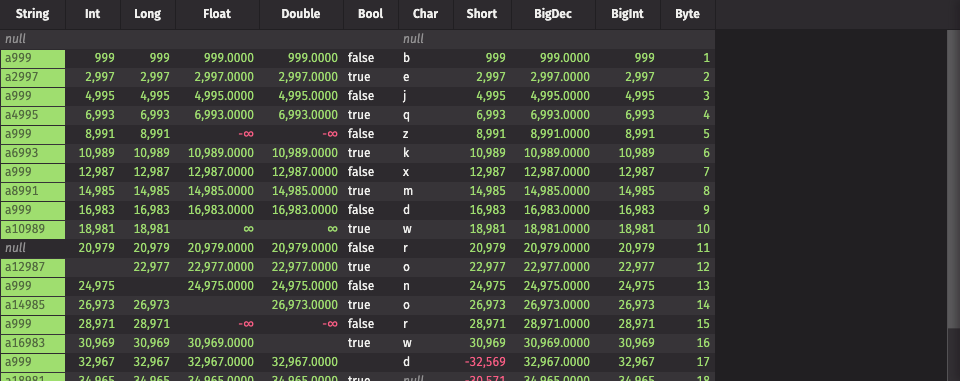 String Int Long Float Double Bool Char Short BigDec BigInt Byte
null null
a999 999 999 999.0000 999.0000 false b 999 999.0000 999 1
a2997 2,997 2,997 2,997.0000 2,997.0000 true e 2,997 2,997.0000 2,997 2
a999 4,995 4,995 4,995.0000 4,995.0000 false j 4,995 4,995.0000 4,995 3
a4995 6,993 6,993 6,993.0000 6,993.0000 true q 6,993 6,993.0000 6,993 4
a999 8,991 8,991 -∞ -∞ false z 8,991 8,991.0000 8,991 5
a6993 10,989 10,989 10,989.0000 10,989.0000 true k 10,989 10,989.0000 10,989 6
a999 12,987 12,987 12,987.0000 12,987.0000 false x 12,987 12,987.0000 12,987 7
a8991 14,985 14,985 14,985.0000 14,985.0000 true m 14,985 14,985.0000 14,985 8
a999 16,983 16,983 16,983.0000 16,983.0000 false d 16,983 16,983.0000 16,983 9
a10989 18,981 18,981 ∞ ∞ true w 18,981 18,981.0000 18,981 10
null 20,979 20,979 20,979.0000 20,979.0000 false r 20,979 20,979.0000 20,979 11
a12987 22,977 22,977.0000 22,977.0000 true o 22,977 22,977.0000 22,977 12
a999 24,975 24,975.0000 24,975.0000 false n 24,975 24,975.0000 24,975 13
a14985 26,973 26,973 26,973.0000 true o 26,973 26,973.0000 26,973 14
a999 28,971 28,971 -∞ -∞ false r 28,971 28,971.0000 28,971 15
a16983 30,969 30,969 30,969.0000 true w 30,969 30,969.0000 30,969 16
a999 32,967 32,967 32,967.0000 32,967.0000 d -32,569 32,967.0000 32,967 17
a18981 34,965 34,965 34,965.0000 34,965.0000 true null -30,571 34,965.0000 34,965 18